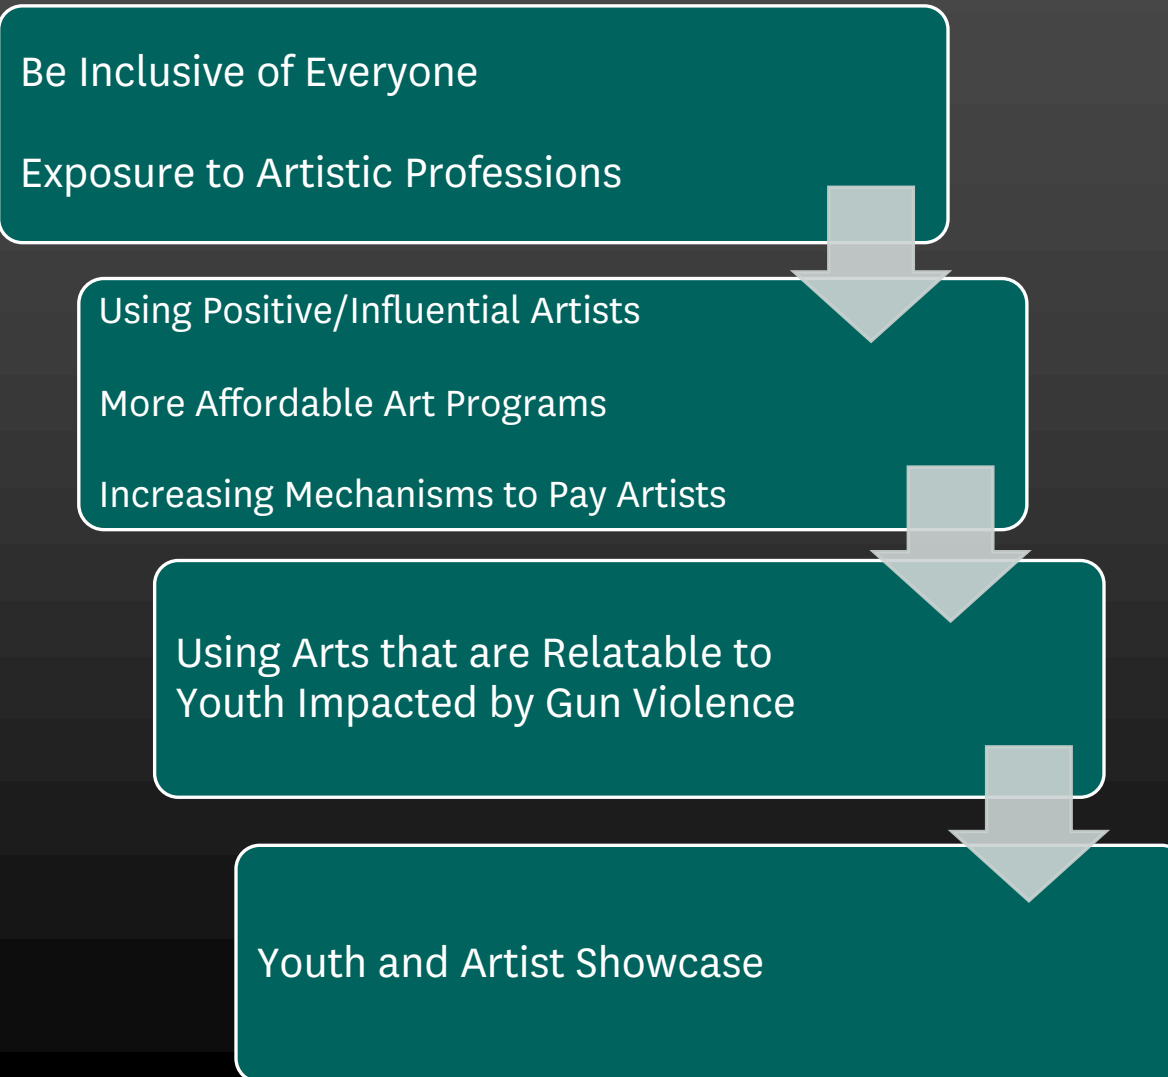 Be Inclusive of Everyone
Exposure to Artistic Professions
Using Positive/Influential Artists
More Affordable Art Programs
Increasing Mechanisms to Pay Artists
Using Arts that are Relatable to
Youth Impacted by Gun Violence
Youth and Artist Showcase